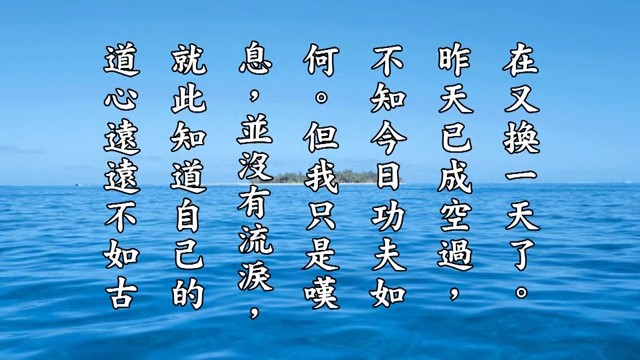 在又換一天了。
昨天已成空過，
不知今日功夫如
何。但我只是嘆
息，並沒有流淚，
就此知道自己的
道心遠遠不如古